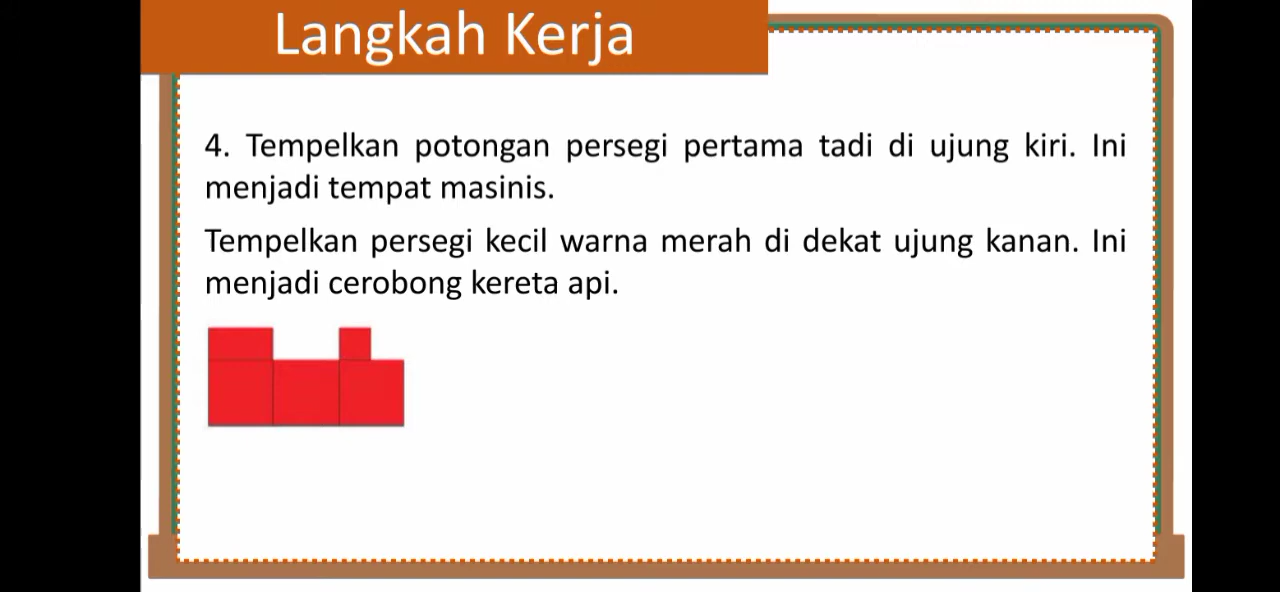 Langkah Kerja
4. Tempelkan potongan persegi pertama tadi di ujung kiri. Ini
menjadi tempat masinis.
Tempelkan persegi kecil warna merah di dekat ujung kanan. Ini
menjadi cerobong kereta api.